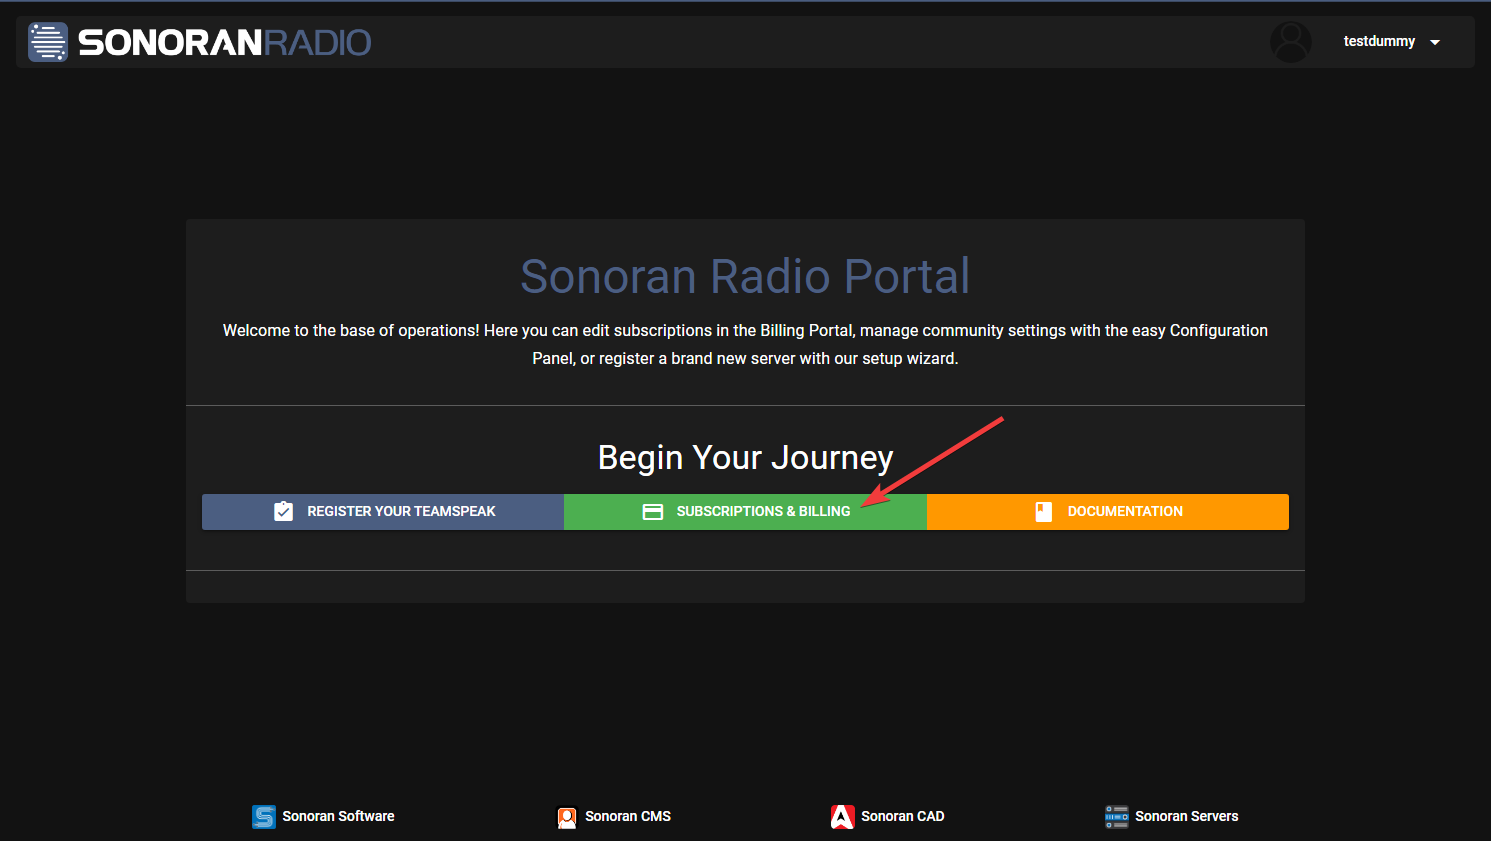 SONORANRADIO
testdummy
Sonoran Radio Portal
Welcome to the base of operations! Here you can edit subscriptions in the Billing Portal, manage community settings with the easy Configuration
Panel, or register a brand new server with our setup wizard.
Begin Your Journey
REGISTER YOUR TEAMSPEAK
SUBSCRIPTIONS & BILLING
DOCUMENTATION
Sonoran Software
Sonoran CMS
Sonoran CAD
Sonoran Servers